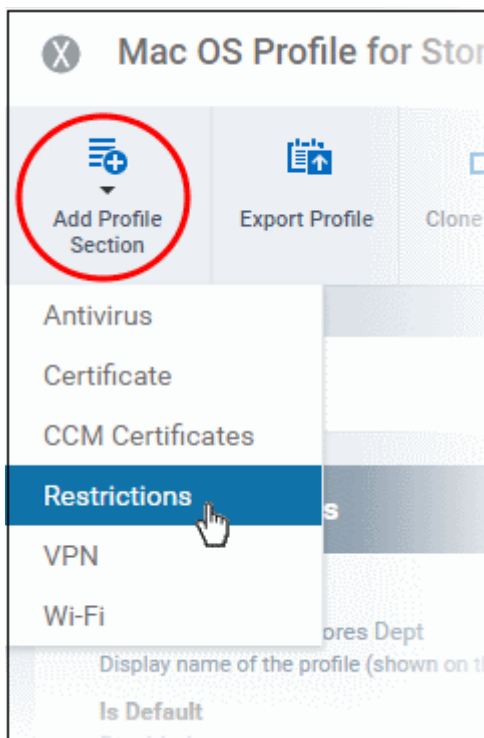 X Mac OS Profile for Stor
Add Profile
Section
Export Profile
Clone
Antivirus
Certificate
CCM Certificates
Restrictions
s
VPN
Wi-Fi
ores Dept
Display name of the profile (shown on t
Is Default